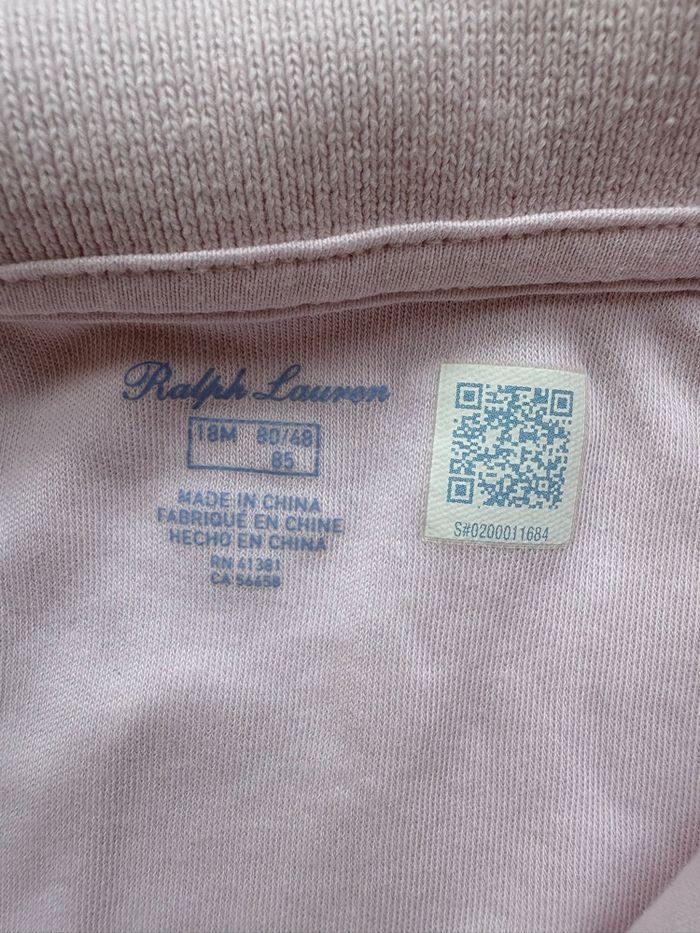 Ralph Lauren
18M 80/48
85
MADE IN CHINA
FABRIQUÉ EN CHINE
HECHO EN CHINA
RN 41381
CA 56658
S#0200011684